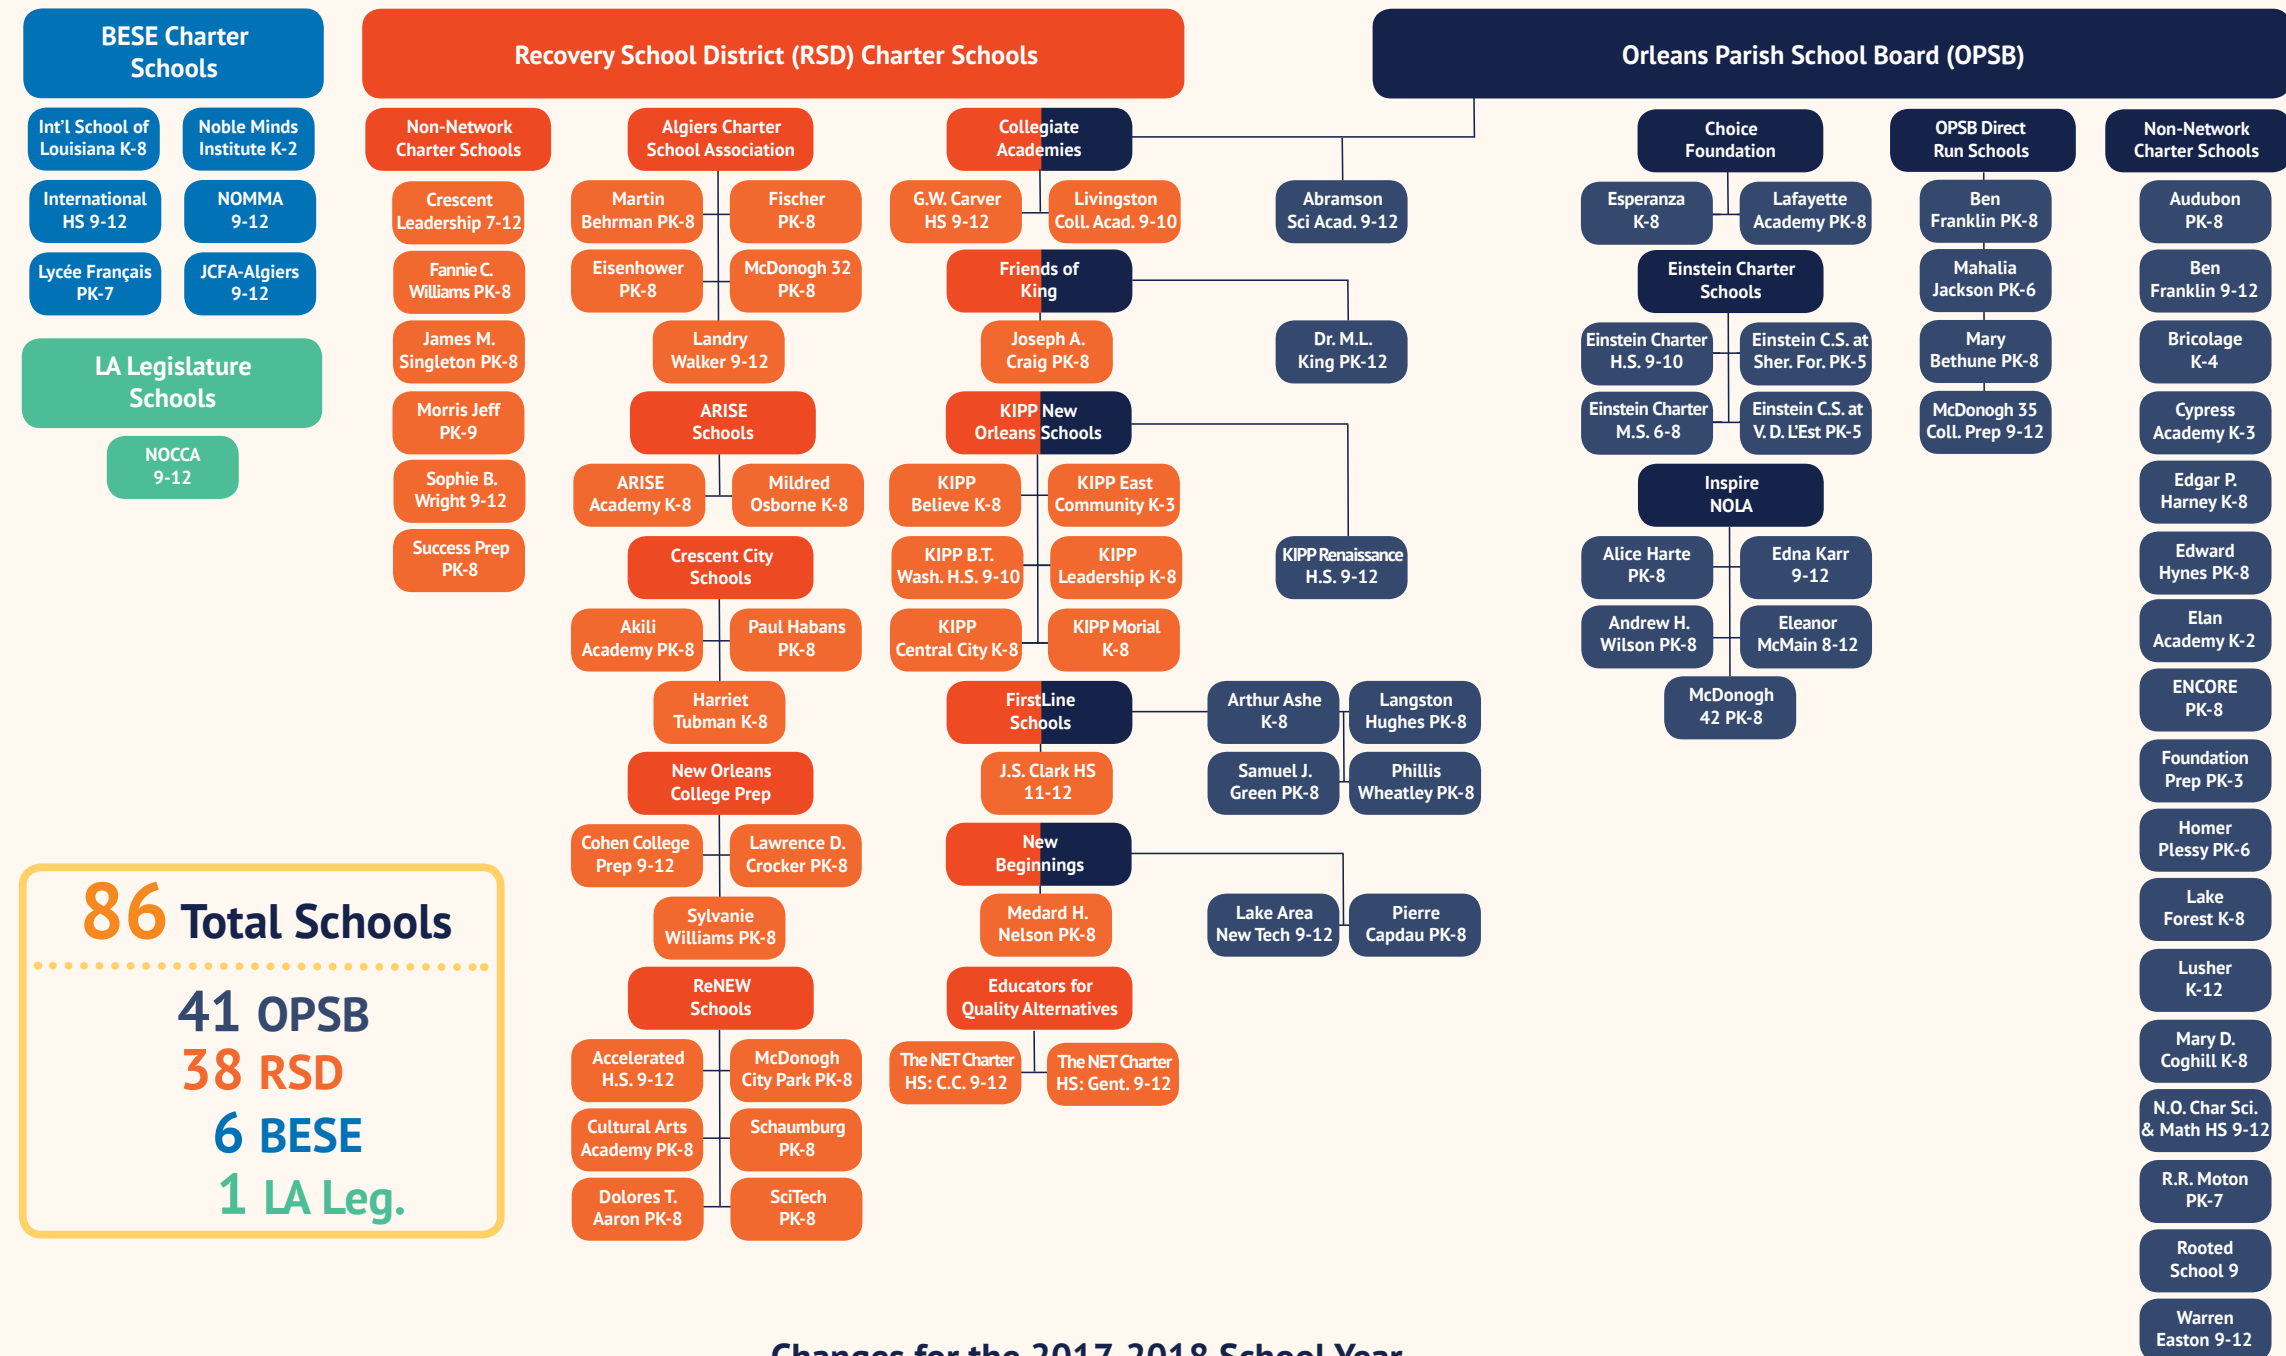 BESE Charter
Schools
Int'l School of
Louisiana K-8
Noble Minds
Institute K-2
International
HS 9-12
NOMMA
9-12
Lycée Français
PK-7
JCFA-Algiers
9-12
LA Legislature
Schools
NOCCA
9-12
86 Total Schools
41 OPSB
38 RSD
6 BESE
1 LA Leg.
Recovery School District (RSD) Charter Schools
Non-Network
Charter Schools
Crescent
Leadership 7-12
Fannie C.
Williams PK-8
James M.
Singleton PK-8
Morris Jeff
PK-9
Sophie B.
Wright 9-12
Success Prep
PK-8
Algiers Charter
School Association
Martin
Behrman PK-8
Fischer
PK-8
Eisenhower
PK-8
McDonogh 32
PK-8
Landry
Walker 9-12
ARISE
Schools
ARISE
Academy K-8
Mildred
Osborne K-8
Crescent City
Schools
Akili
Academy PK-8
Paul Habans
PK-8
Harriet
Tubman K-8
New Orleans
College Prep
Cohen College
Prep 9-12
Lawrence D.
Crocker PK-8
Sylvanie
Williams PK-8
ReNEW
Schools
Accelerated
H.S. 9-12
McDonogh
City Park PK-8
Cultural Arts
Academy PK-8
Schaumburg
PK-8
Dolores T.
Aaron PK-8
SciTech
PK-8
Collegiate
Academies
G.W. Carver
HS 9-12
Livingston
Coll. Acad. 9-10
Abramson
Sci Acad. 9-12
Friends of
King
Joseph A.
Craig PK-8
Dr. M.L.
King PK-12
KIPP New
Orleans Schools
KIPP
Believe K-8
KIPP East
Community K-3
KIPP B.T.
Wash. H.S. 9-10
KIPP
Leadership K-8
KIPP
Central City K-8
KIPP Morial
K-8
KIPP Renaissance
H.S. 9-12
FirstLine
Schools
J.S. Clark HS
11-12
Arthur Ashe
K-8
Langston
Hughes PK-8
Samuel J.
Green PK-8
Phillis
Wheatley PK-8
New
Beginnings
Medard H.
Nelson PK-8
Lake Area
New Tech 9-12
Pierre
Capdau PK-8
Educators for
Quality Alternatives
The NET Charter
HS: C.C. 9-12
The NET Charter
HS: Gent. 9-12
Orleans Parish School Board (OPSB)
Choice
Foundation
Esperanza
K-8
Lafayette
Academy PK-8
Einstein Charter
Schools
Einstein Charter
H.S. 9-10
Einstein C.S. at
Sher. For. PK-5
Einstein Charter
M.S. 6-8
Einstein C.S. at
V. D. L'Est PK-5
Inspire
NOLA
Alice Harte
PK-8
Edna Karr
9-12
Andrew H.
Wilson PK-8
Eleanor
McMain 8-12
McDonogh
42 PK-8
OPSB Direct
Run Schools
Ben
Franklin PK-8
Mahalia
Jackson PK-6
Mary
Bethune PK-8
McDonogh 35
Coll. Prep 9-12
Non-Network
Charter Schools
Audubon
PK-8
Ben
Franklin 9-12
Bricolage
K-4
Cypress
Academy K-3
Edgar P.
Harney K-8
Edward
Hynes PK-8
Elan
Academy K-2
ENCORE
PK-8
Foundation
Prep PK-3
Homer
Plessy PK-6
Lake
Forest K-8
Lusher
K-12
Mary D.
Coghill K-8
N.O. Char Sci.
& Math HS 9-12
R.R. Moton
PK-7
Rooted
School 9
Warren
Easton 9-12
Changes for the 2017-2018 School Year